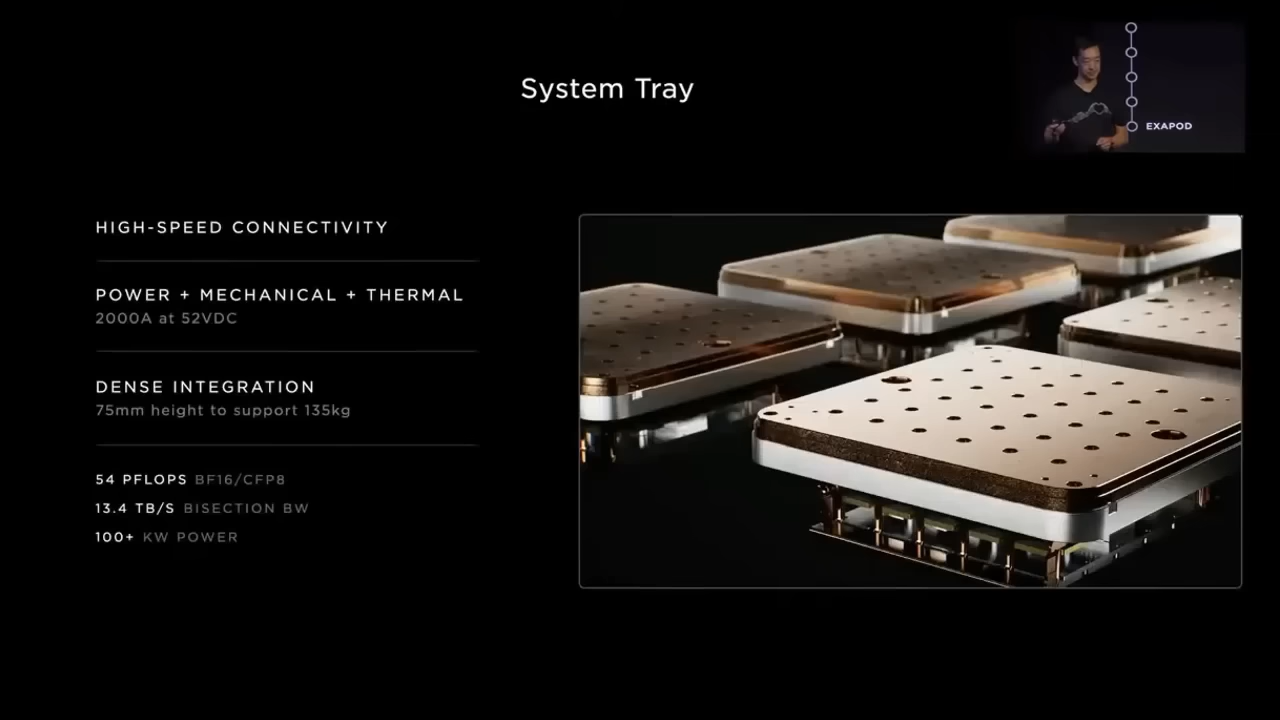 System Tray
EXAPOD
HIGH-SPEED CONNECTIVITY
POWER + MECHANICAL + THERMAL
2000A at 52VDC
DENSE INTEGRATION
75mm height to support 135kg
54 PFLOPS BF16/CFP8
13.4 TB/S BISECTION BW
100+ KW POWER